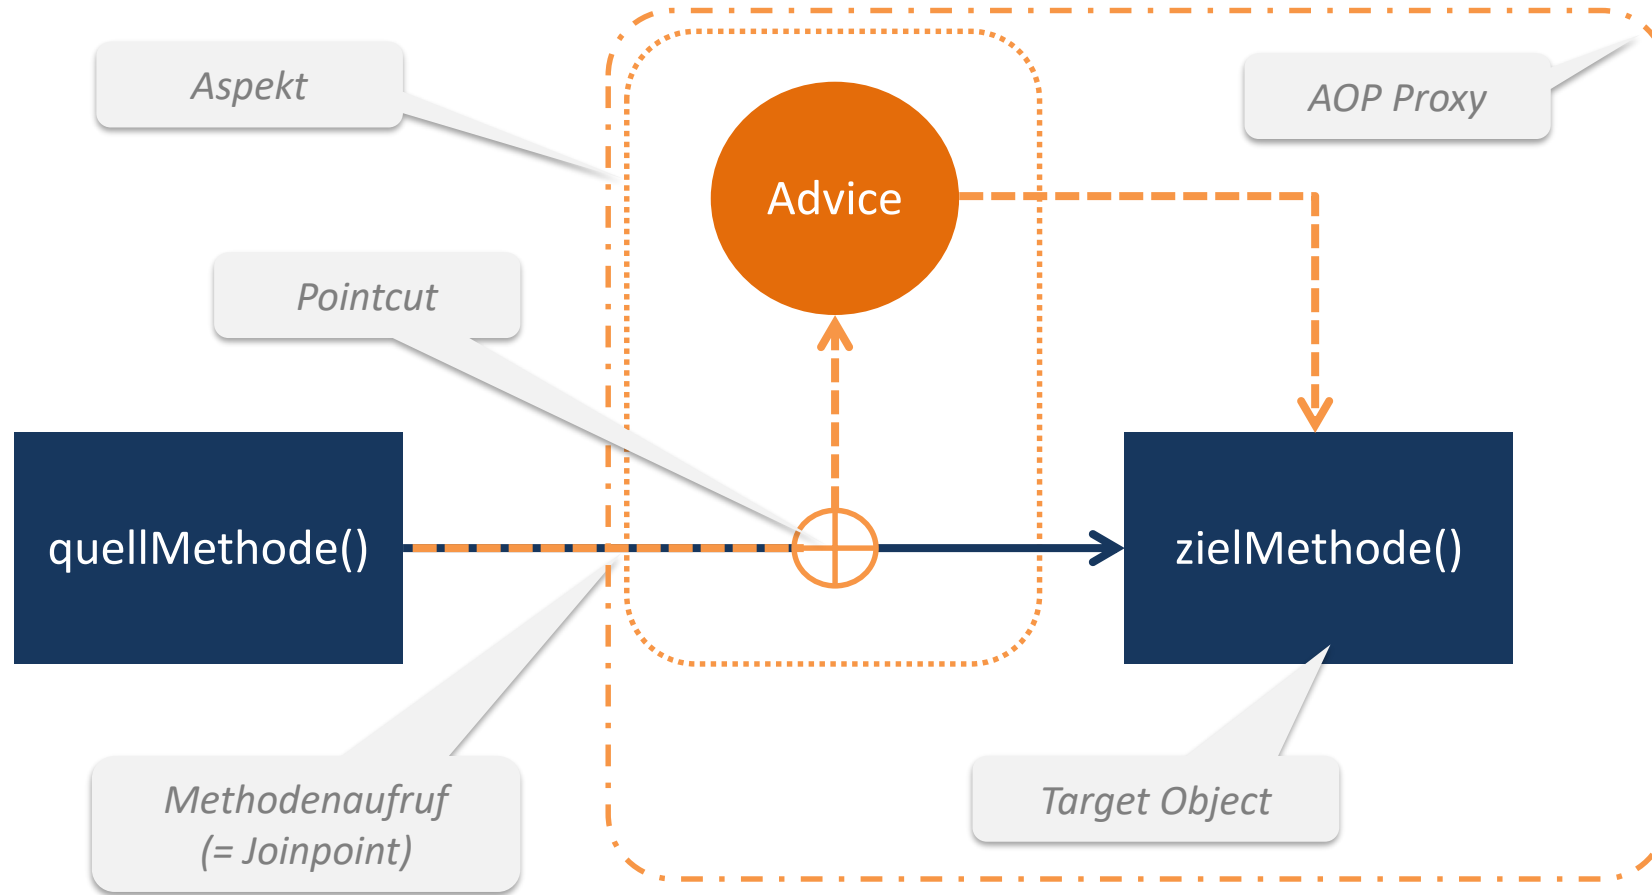 Aspekt
AOP Proxy
Advice
Pointcut
quellMethode()
zielMethode()
Methodenaufruf
(= Joinpoint)
Target Object